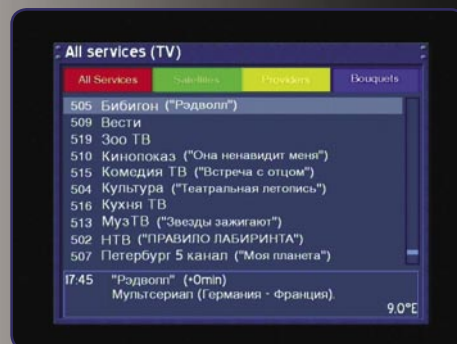 All services (TV)
All Services Satellites Providers Bouquets
505 Бибигон ("Рэдволл")
509 Вести
519 Зоо ТВ
510 Кинопоказ ("Она ненавидит меня")
515 Комедия ТВ ("Встреча с отцом")
504 Культура ("Театральная летопись")
516 Кухня ТВ
513 МузТВ ("Звезды зажигают")
502 НТВ ("ПРАВИЛО ЛАБИРИНТА")
507 Петербург 5 канал ("Моя планета")
17:45 "Рэдволл" (+0min)
Мультсериал (Германия - Франция).
9.0°E